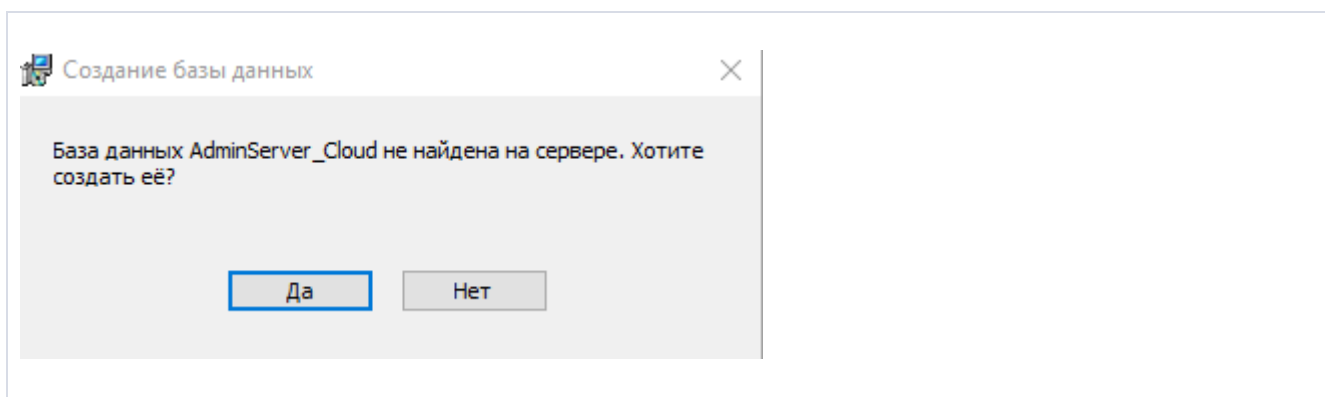 Создание базы данных
База данных AdminServer_Cloud не найдена на сервере. Хотите
создать её?
Да Нет